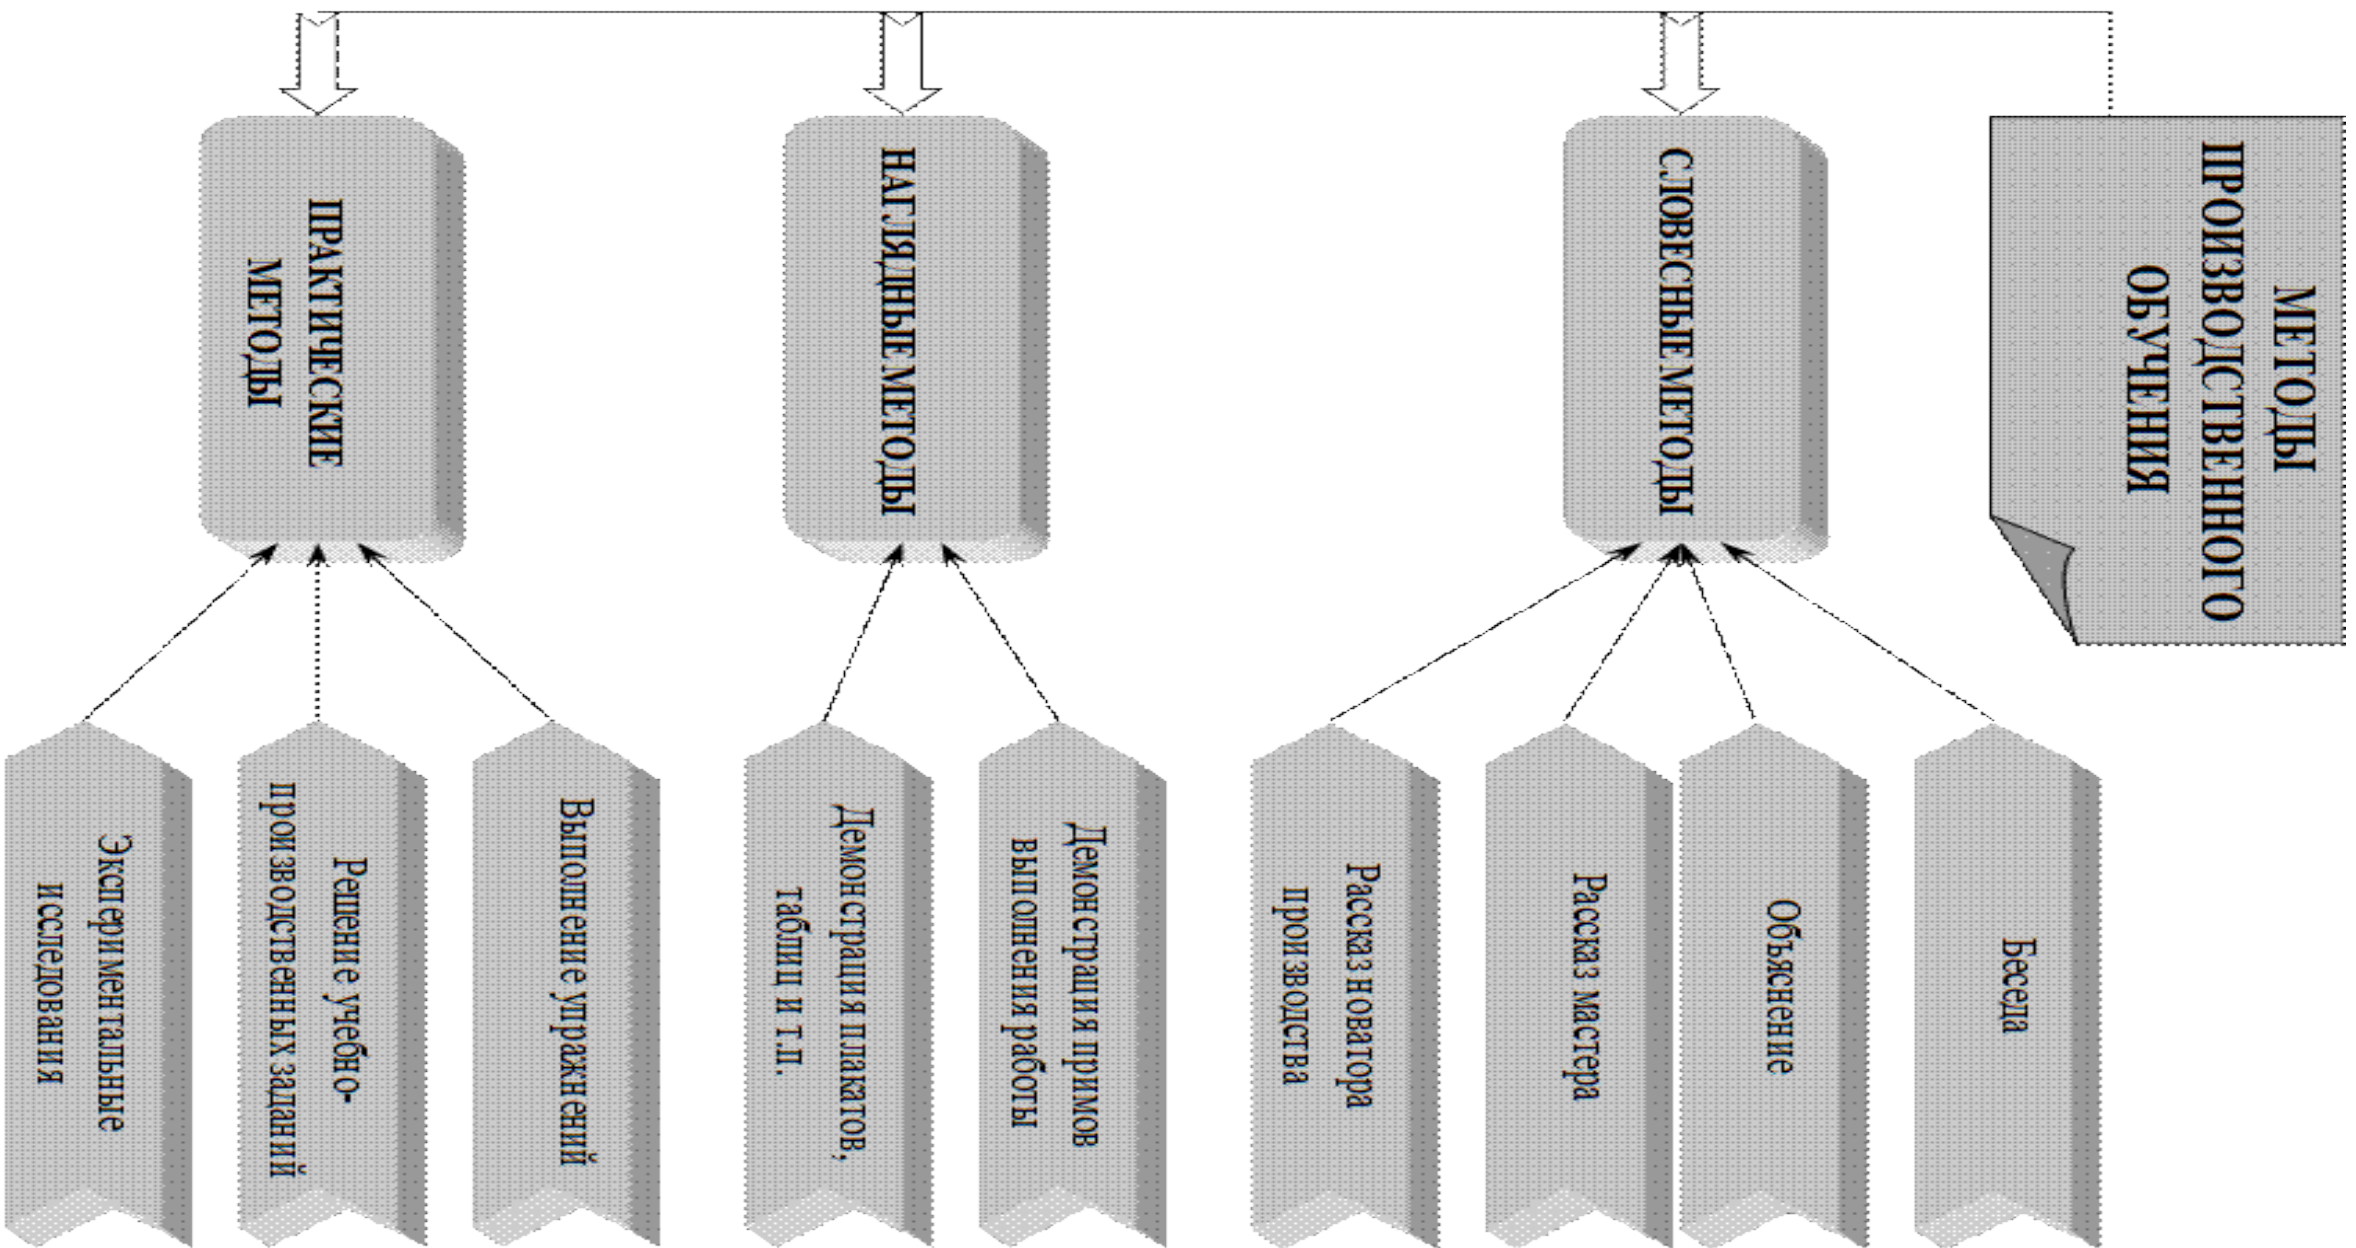 МЕТОДЫ
ПРОИЗВОДСТВЕННОГО
ОБУЧЕНИЯ
СЛОВЕСНЫЕ МЕТОДЫ
Беседа
Объяснение
Рассказ мастера
Рассказ новатора
производства
НАГЛЯДНЫЕ МЕТОДЫ
Демонстрация примов
выполнения работы
Демонстрация плакатов,
таблиц и т.п.
ПРАКТИЧЕСКИЕ
МЕТОДЫ
Выполнение упражнений
Решение учебно-
производственных заданий
Экспериментальные
исследования